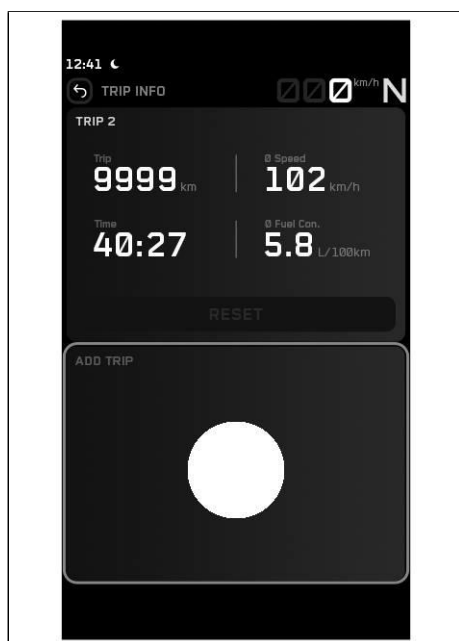 12:41
TRIP INFO
000 km/h N
TRIP 2
Trip
9999 km
Ø Speed
102 km/h
Time
40:27
Ø Fuel Con.
5.8 L/100km
RESET
ADD TRIP